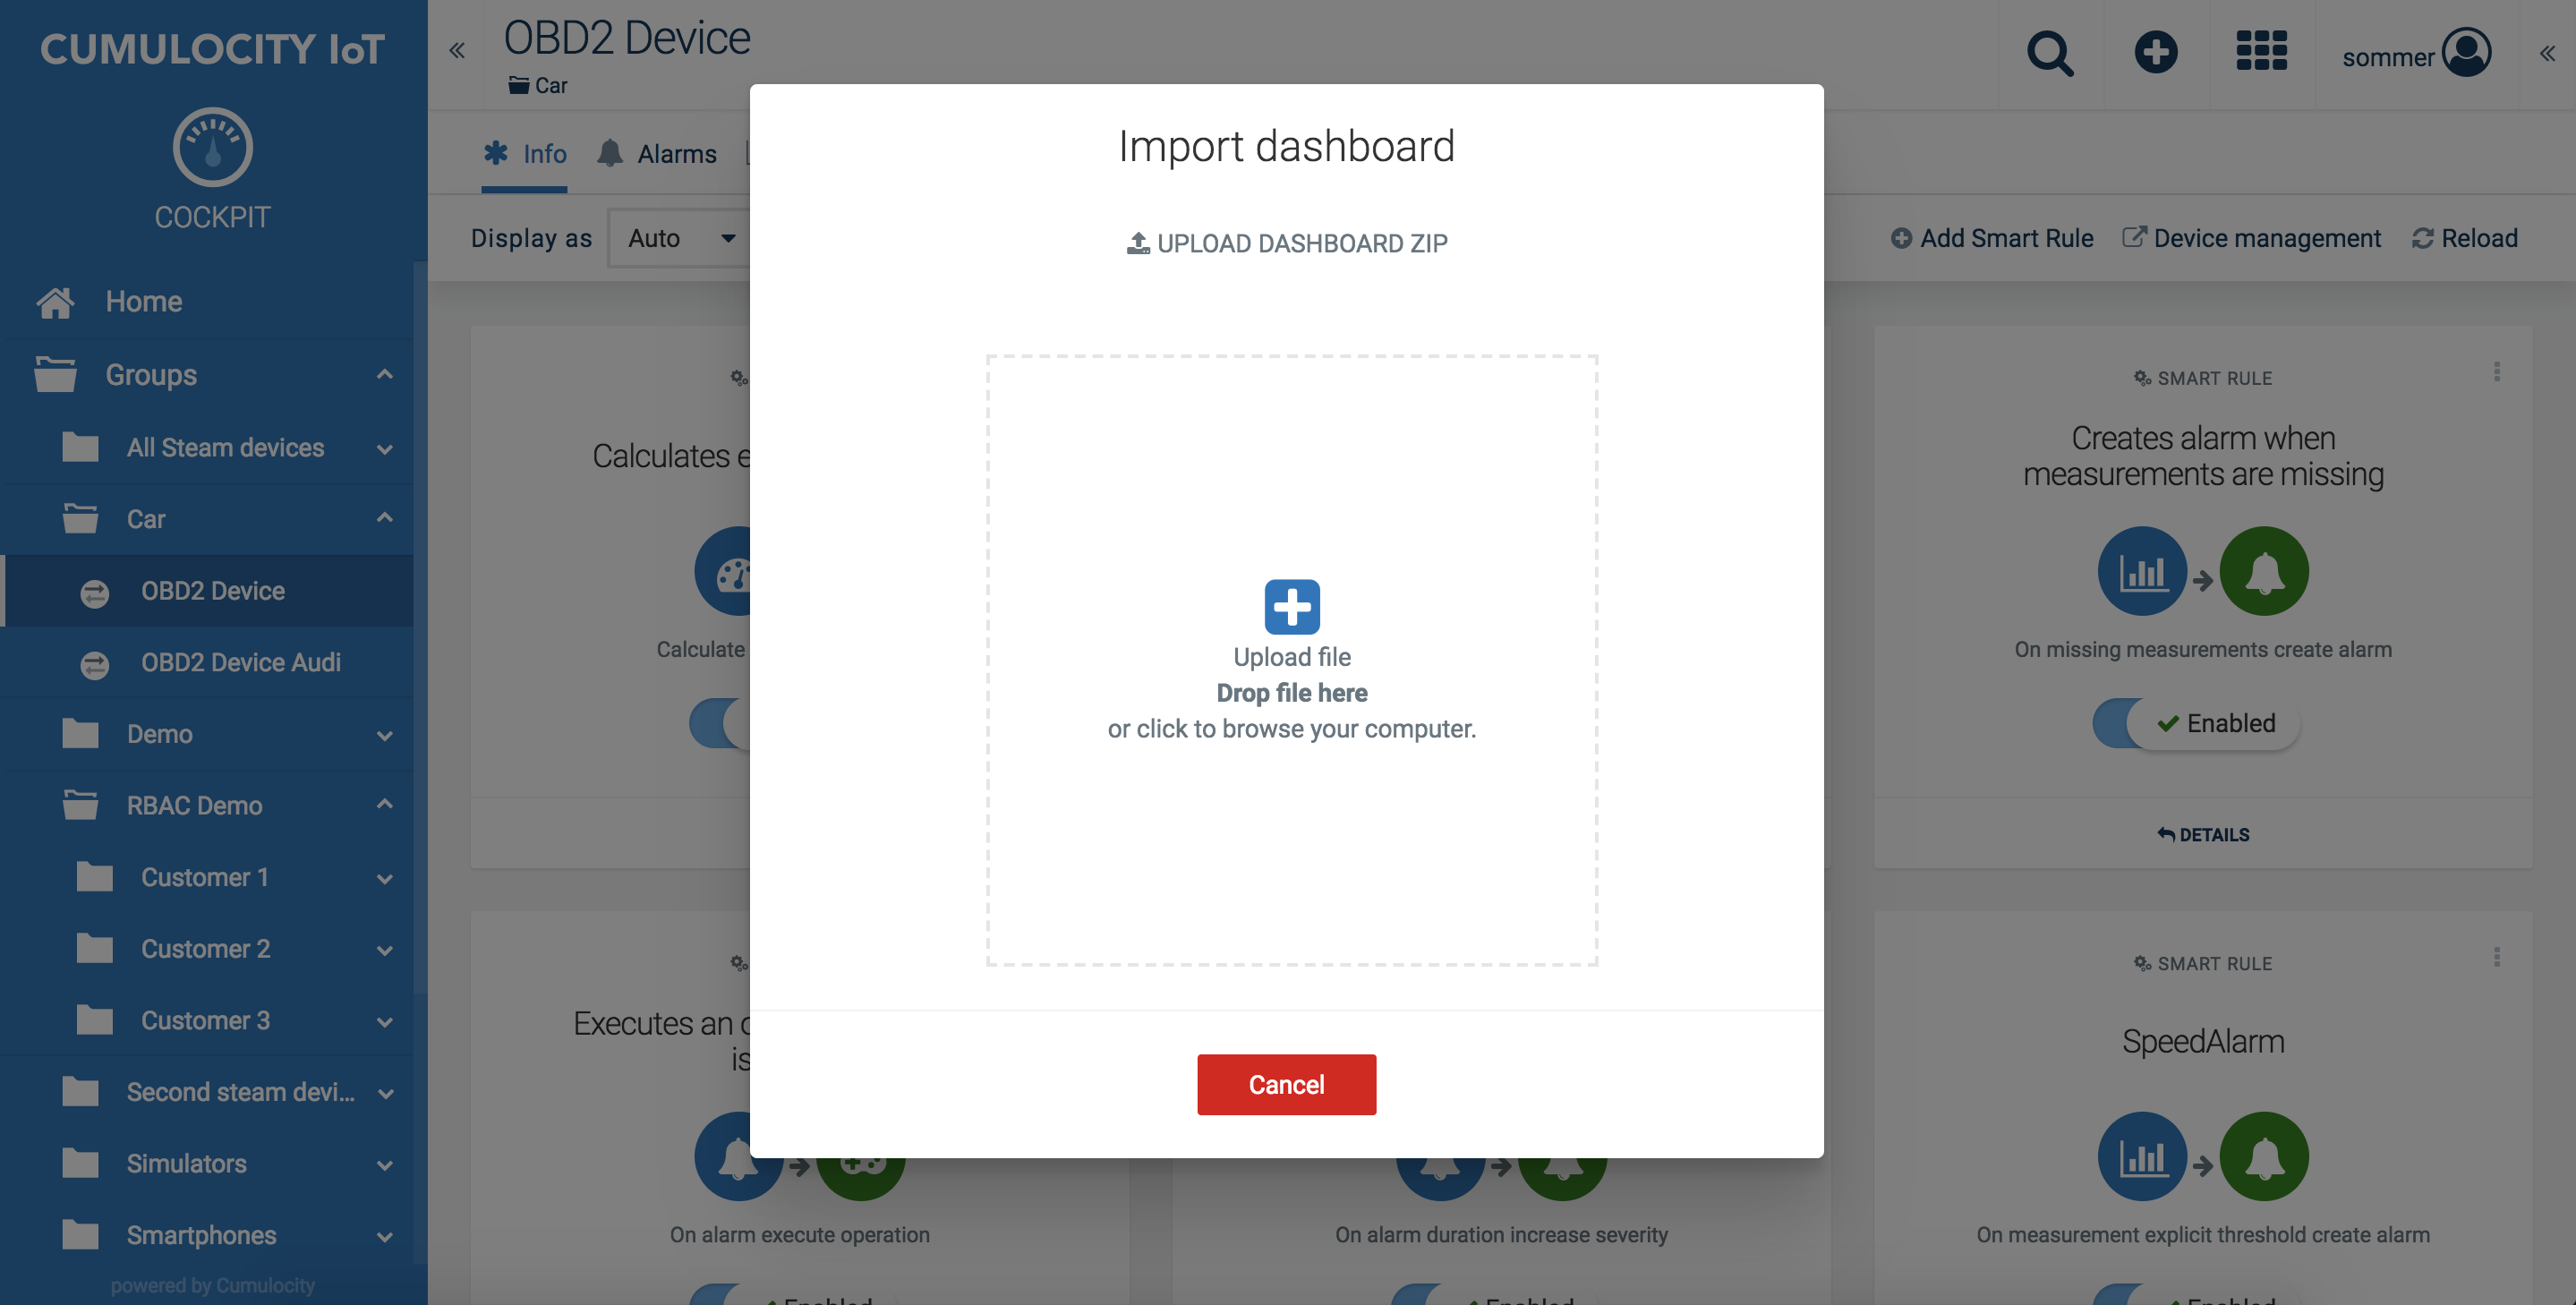 CUMULOCITY IoT
COCKPIT
Home
Groups
All Steam devices
Car
OBD2 Device
OBD2 Device Audi
Demo
RBAC Demo
Customer 1
Customer 2
Customer 3
Second steam devi...
Simulators
Smartphones
powered by Cumulocity
OBD2 Device
Car
sommer
Info
Alarms
Display as
Auto
Add Smart Rule
Device management
Reload
Import dashboard
UPLOAD DASHBOARD ZIP
Upload file
Drop file here
or click to browse your computer.
Cancel
Calculates e
Calculate
SMART RULE
Creates alarm when
measurements are missing
On missing measurements create alarm
Enabled
DETAILS
Executes an
is
On alarm execute operation
Enabled
On alarm duration increase severity
Enabled
SMART RULE
SpeedAlarm
On measurement explicit threshold create alarm
Enabled